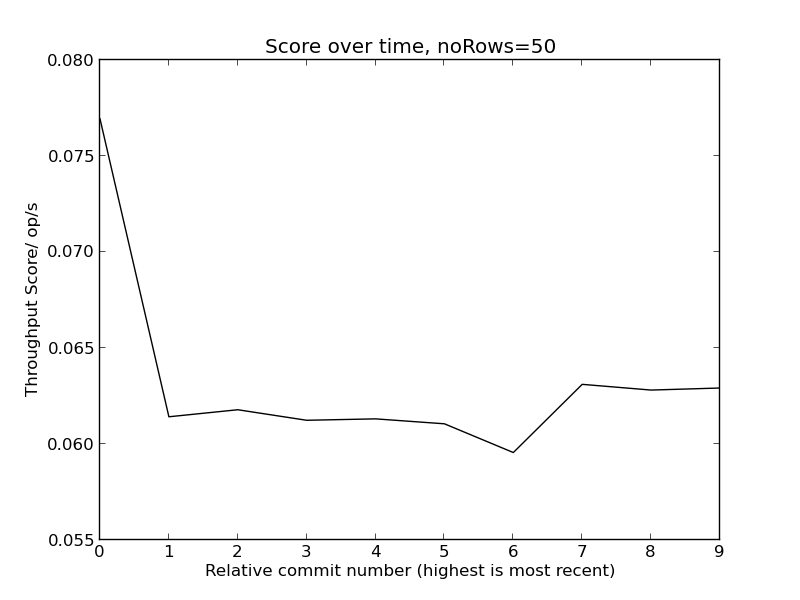 Score over time, noRows=50
0.080
0.075
0.070
0.065
0.060
0.055
Throughput Score/ op/s
0 1 2 3 4 5 6 7 8 9
Relative commit number (highest is most recent)